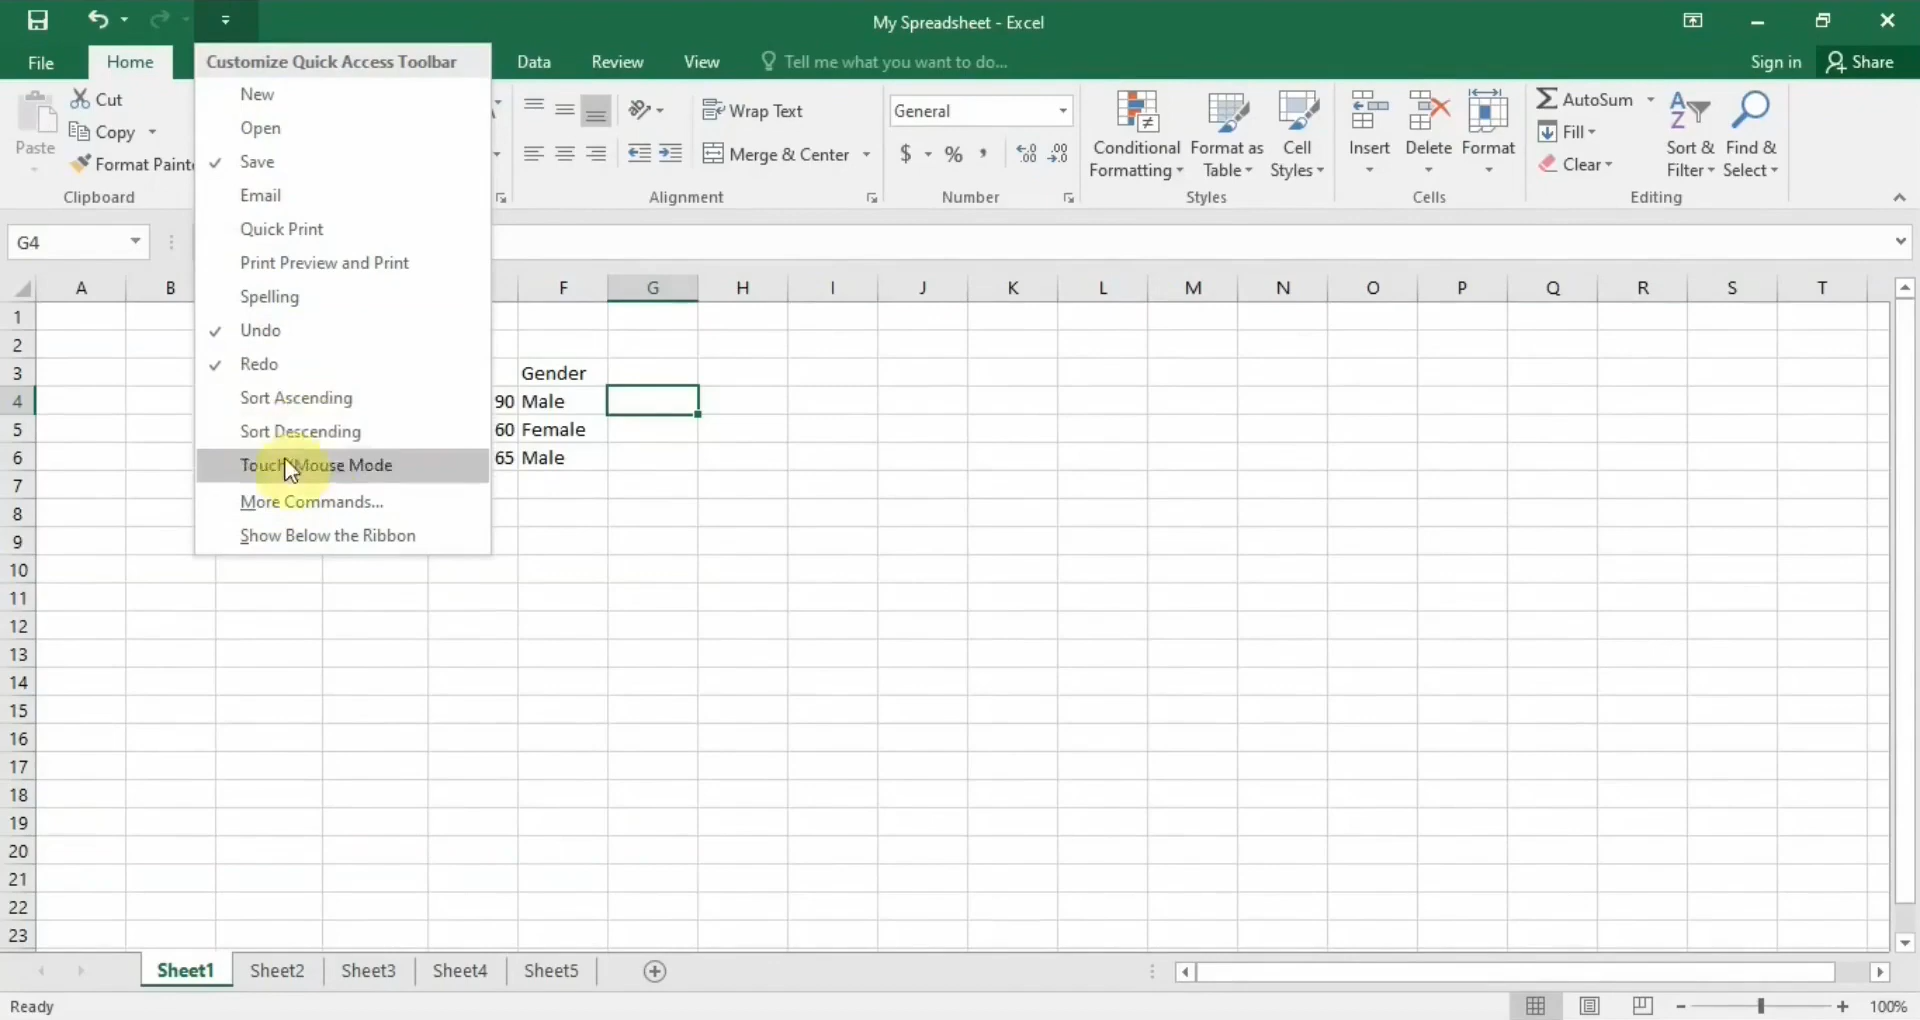 My Spreadsheet - Excel
File
Home
Data
Review
View
Tell me what you want to do...
Sign in
Share
Customize Quick Access Toolbar
New
Open
Save
Email
Quick Print
Print Preview and Print
Spelling
Undo
Redo
Sort Ascending
Sort Descending
Touch/Mouse Mode
More Commands...
Show Below the Ribbon
Paste
Cut
Copy
Format Painte
Clipboard
Wrap Text
Merge & Center
Alignment
General
$ % ,
Number
Conditional Formatting
Format as Table
Cell Styles
Styles
Insert
Delete
Format
Cells
AutoSum
Fill
Clear
Sort & Filter
Find & Select
Editing
G4
A B F G H I J K L M N O P Q R S T
1
2
3 Gender
4 90 Male
5 60 Female
6 65 Male
7
8
9
10
11
12
13
14
15
16
17
18
19
20
21
22
23
Sheet1 Sheet2 Sheet3 Sheet4 Sheet5
Ready
100%